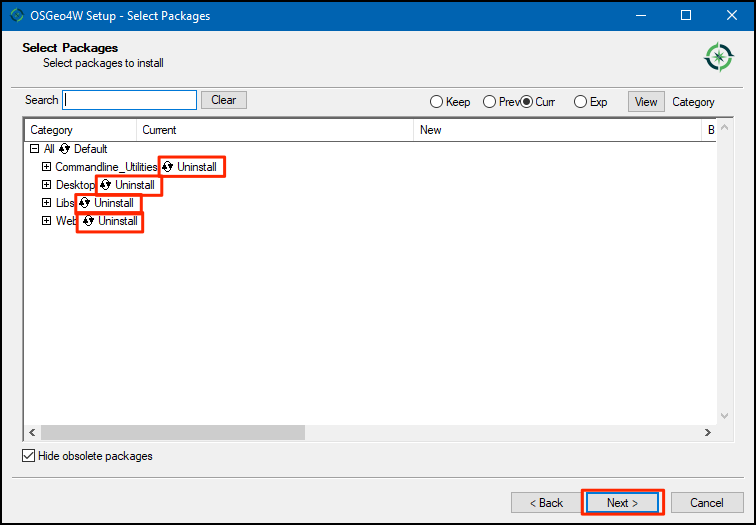 OSGeo4W Setup - Select Packages
Select Packages
Select packages to install
Search Clear Keep Prev Curr Exp View Category
Category Current New B
All Default
Commandline_Utilities Uninstall
Desktop Uninstall
Libs Uninstall
Web Uninstall
Hide obsolete packages
< Back Next > Cancel